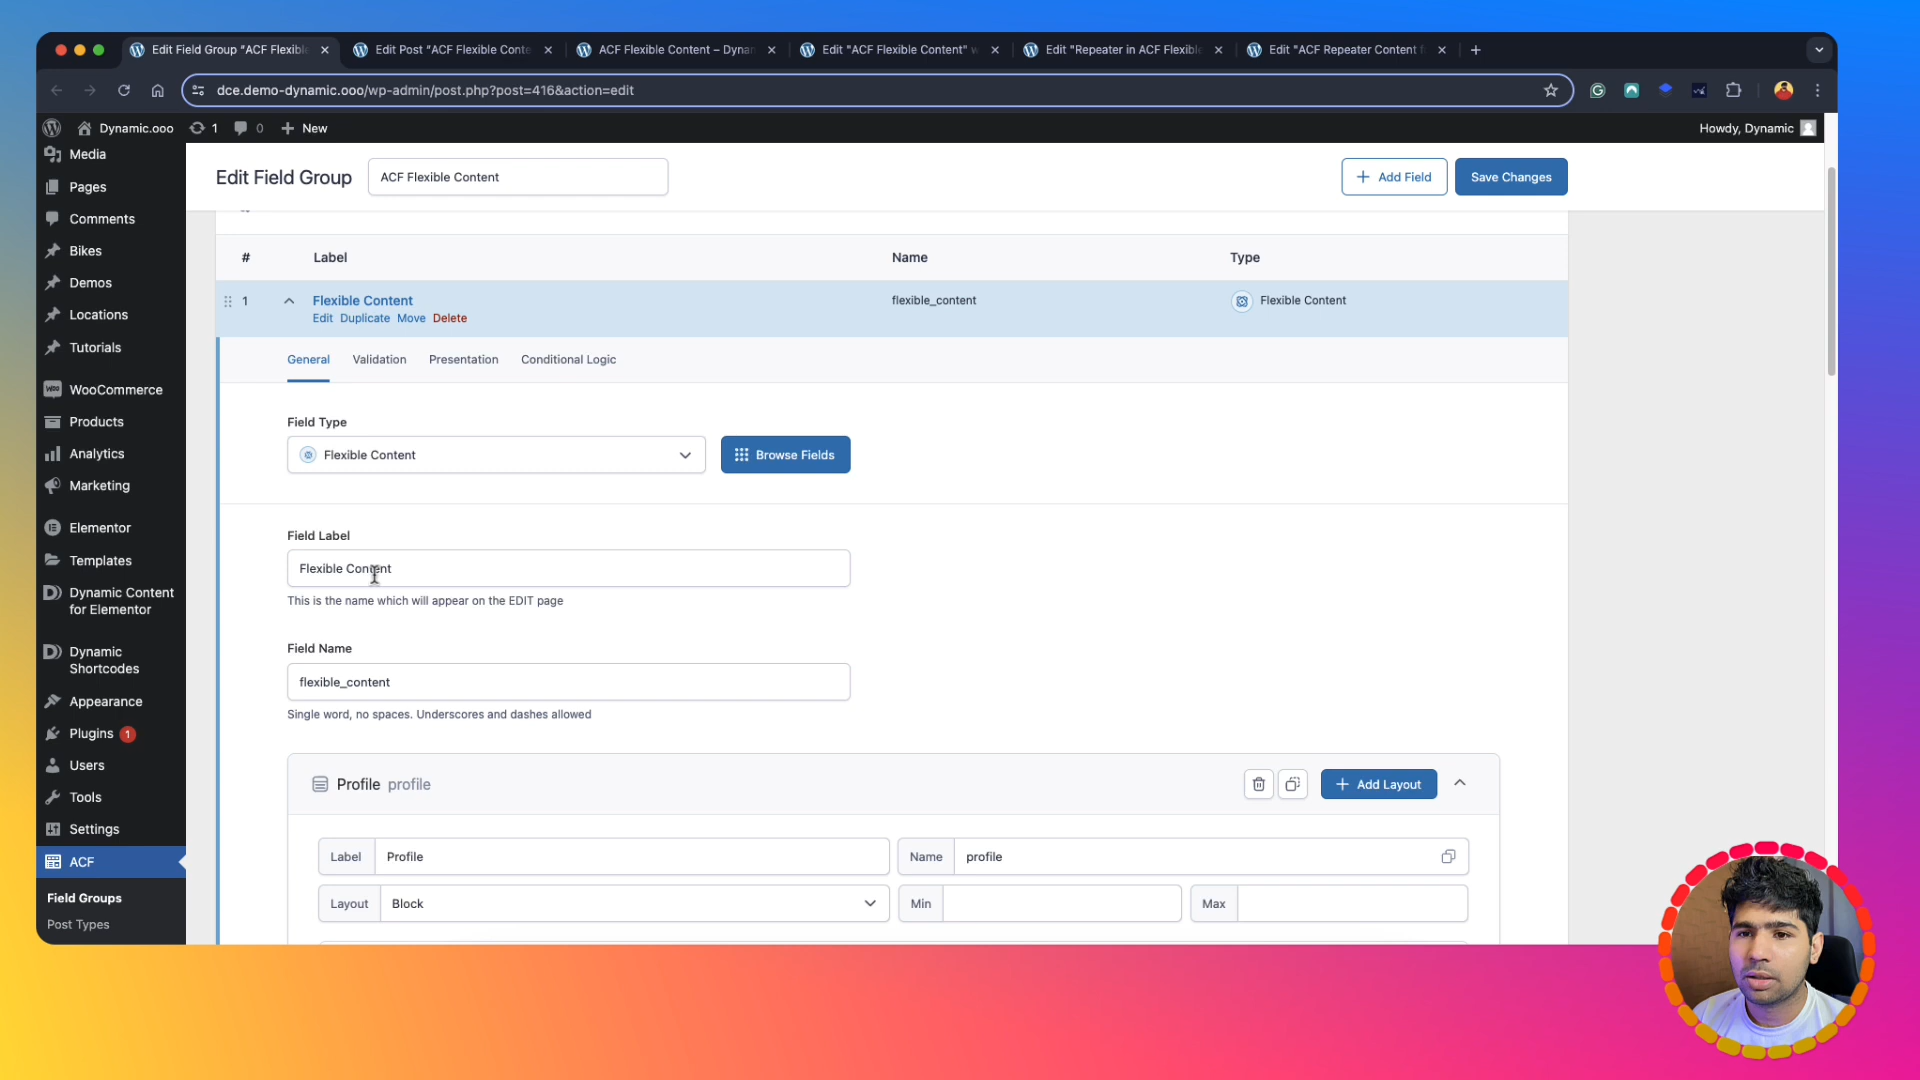 Edit Field Group "ACF Flexible
Edit Post "ACF Flexible Conte
ACF Flexible Content – Dynam
Edit "ACF Flexible Content" w
Edit "Repeater in ACF Flexible
Edit "ACF Repeater Content f
dce.demo-dynamic.ooo/wp-admin/post.php?post=416&action=edit
Dynamic.ooo
1
0
New
Howdy, Dynamic
Media
Pages
Comments
Bikes
Demos
Locations
Tutorials
WooCommerce
Products
Analytics
Marketing
Elementor
Templates
Dynamic Content
for Elementor
Dynamic
Shortcodes
Appearance
Plugins 1
Users
Tools
Settings
ACF
Field Groups
Post Types
Edit Field Group
ACF Flexible Content
+ Add Field
Save Changes
# Label Name Type
1 Flexible Content flexible_content Flexible Content
Edit Duplicate Move Delete
General Validation Presentation Conditional Logic
Field Type
Flexible Content
Browse Fields
Field Label
Flexible Content
This is the name which will appear on the EDIT page
Field Name
flexible_content
Single word, no spaces. Underscores and dashes allowed
Profile profile
+ Add Layout
Label Profile Name profile
Layout Block Min Max